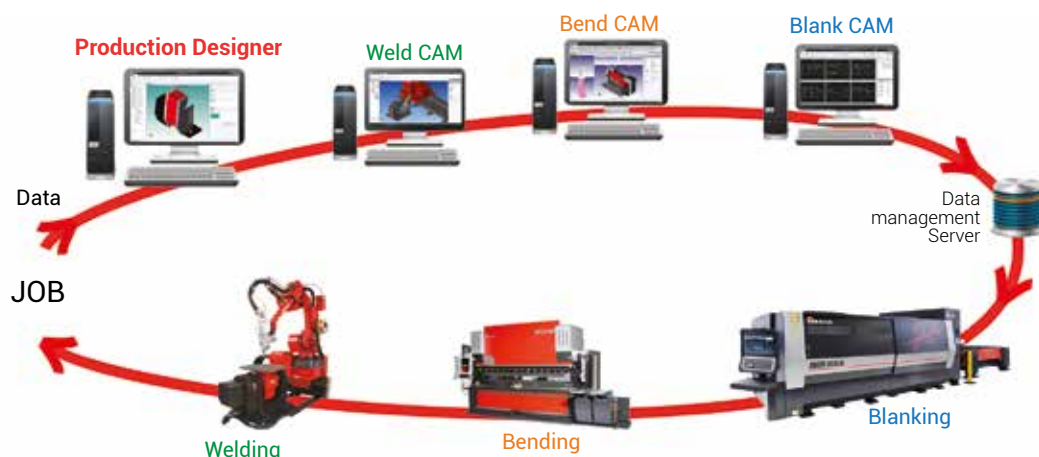 Production Designer
Weld CAM
Bend CAM
Blank CAM
Data
Data
management
Server
JOB
Welding
Bending
Blanking